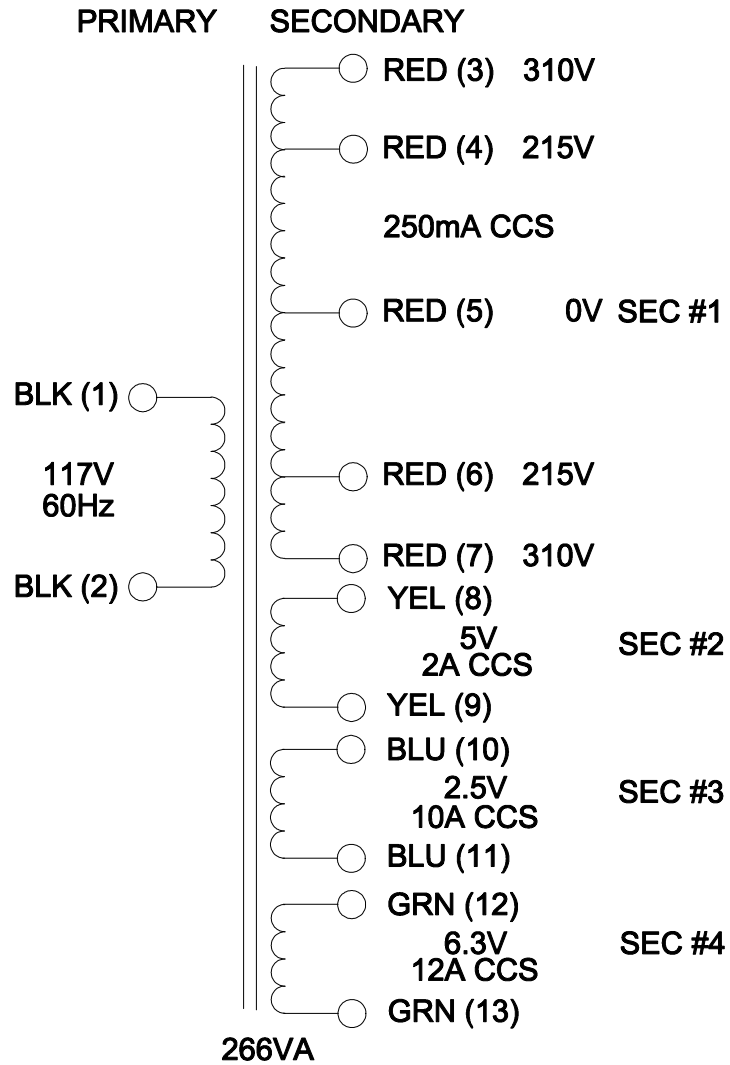 PRIMARY SECONDARY
RED (3) 310V
RED (4) 215V
250mA CCS
RED (5) 0V SEC #1
BLK (1)
117V
60Hz
RED (6) 215V
RED (7) 310V
BLK (2)
YEL (8)
5V
2A CCS
SEC #2
YEL (9)
BLU (10)
2.5V
10A CCS
SEC #3
BLU (11)
GRN (12)
6.3V
12A CCS
SEC #4
GRN (13)
266VA